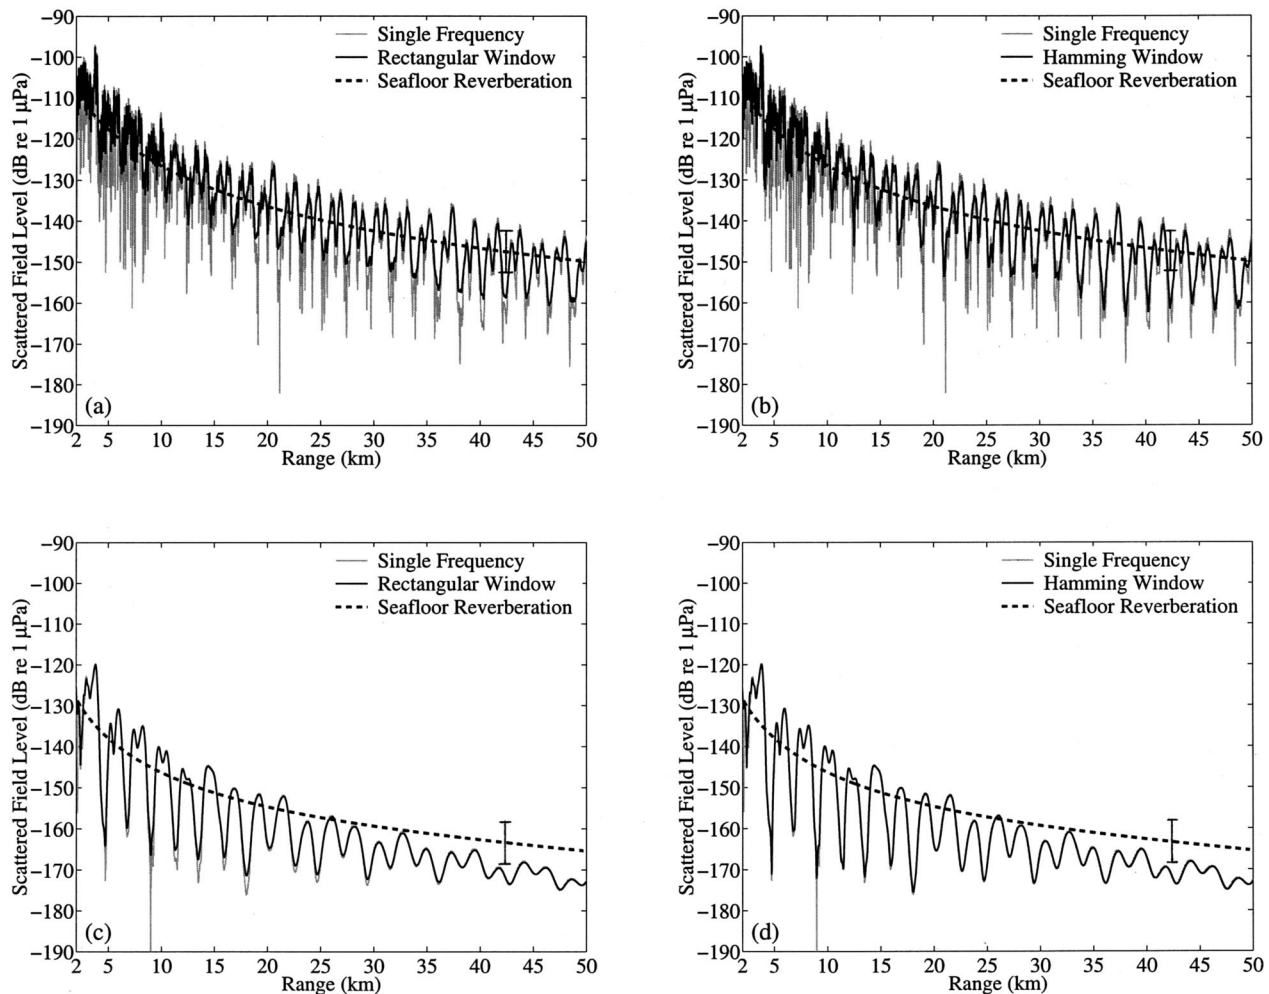 −90
−100
−110
−120
−130
−140
−150
−160
−170
−180
−190
Scattered Field Level (dB re 1 μPa)
Single Frequency
Rectangular Window
Seafloor Reverberation
(a)
2 5 10 15 20 25 30 35 40 45 50
Range (km)
−90
−100
−110
−120
−130
−140
−150
−160
−170
−180
−190
Scattered Field Level (dB re 1 μPa)
Single Frequency
Hamming Window
Seafloor Reverberation
(b)
2 5 10 15 20 25 30 35 40 45 50
Range (km)
−90
−100
−110
−120
−130
−140
−150
−160
−170
−180
−190
Scattered Field Level (dB re 1 μPa)
Single Frequency
Rectangular Window
Seafloor Reverberation
(c)
2 5 10 15 20 25 30 35 40 45 50
Range (km)
−90
−100
−110
−120
−130
−140
−150
−160
−170
−180
−190
Scattered Field Level (dB re 1 μPa)
Single Frequency
Hamming Window
Seafloor Reverberation
(d)
2 5 10 15 20 25 30 35 40 45 50
Range (km)